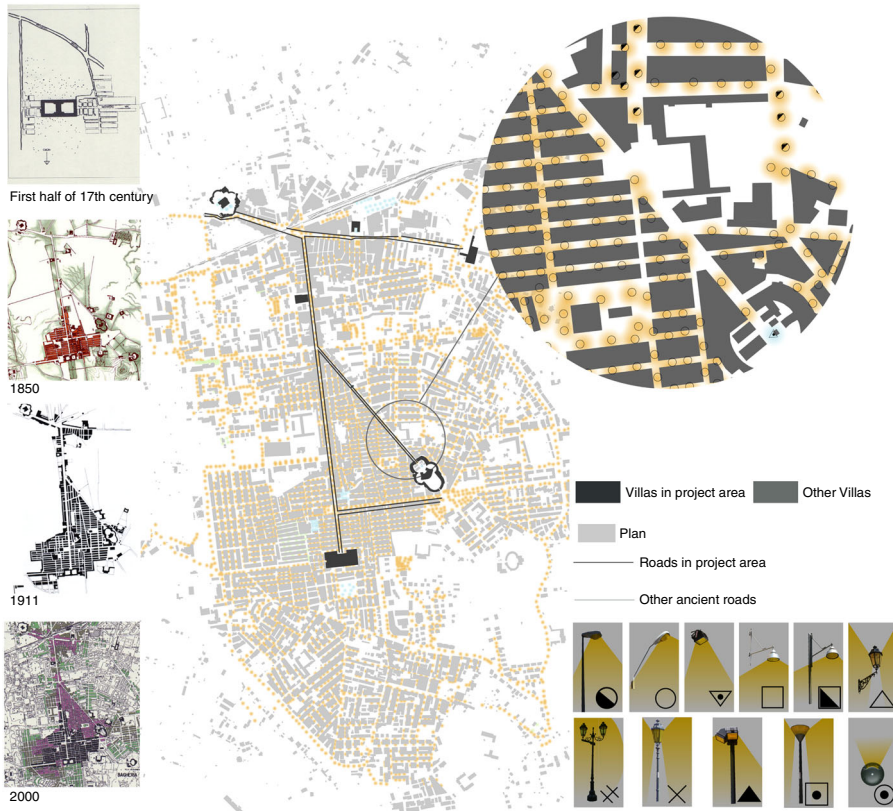 First half of 17th century
1850
1911
BAGHERIA
2000
Villas in project area
Other Villas
Plan
Roads in project area
Other ancient roads